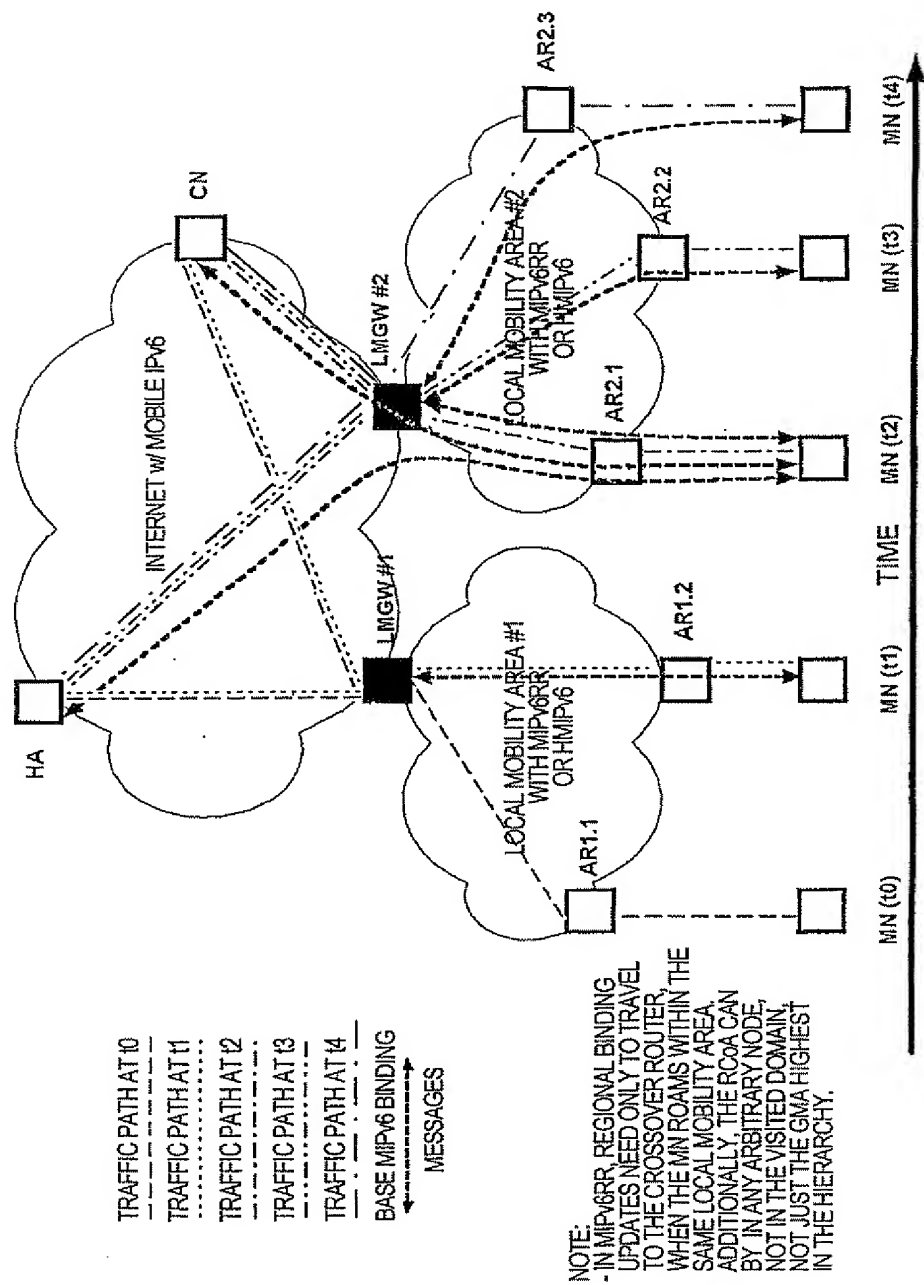 HA
CN
INTERNET w/ MOBILE IPv6
LMGW #1
LMGW #2
LOCAL MOBILITY AREA #1
WITH MIPv6RR
OR HMIPv6
LOCAL MOBILITY AREA #2
WITH LMIPv6RR
OR HMIPv6
AR1.1
AR1.2
AR2.1
AR2.2
AR2.3
MN (t0)
MN (t1)
MN (t2)
MN (t3)
MN (t4)
TIME
TRAFFIC PATH AT t0
TRAFFIC PATH AT t1
TRAFFIC PATH AT t2
TRAFFIC PATH AT t3
TRAFFIC PATH AT t4
BASE MIPv6 BINDING
MESSAGES
NOTE:
- IN MIPv6RR, REGIONAL BINDING
UPDATES NEED ONLY TO TRAVEL
TO THE CROSSOVER ROUTER,
WHEN THE MN ROAMS WITHIN THE
SAME LOCAL MOBILITY AREA.
ADDITIONALLY, THE RCoA CAN
BY IN ANY ARBITRARY NODE,
NOT IN THE VISITED DOMAIN,
NOT JUST THE GMA HIGHEST
IN THE HIERARCHY.